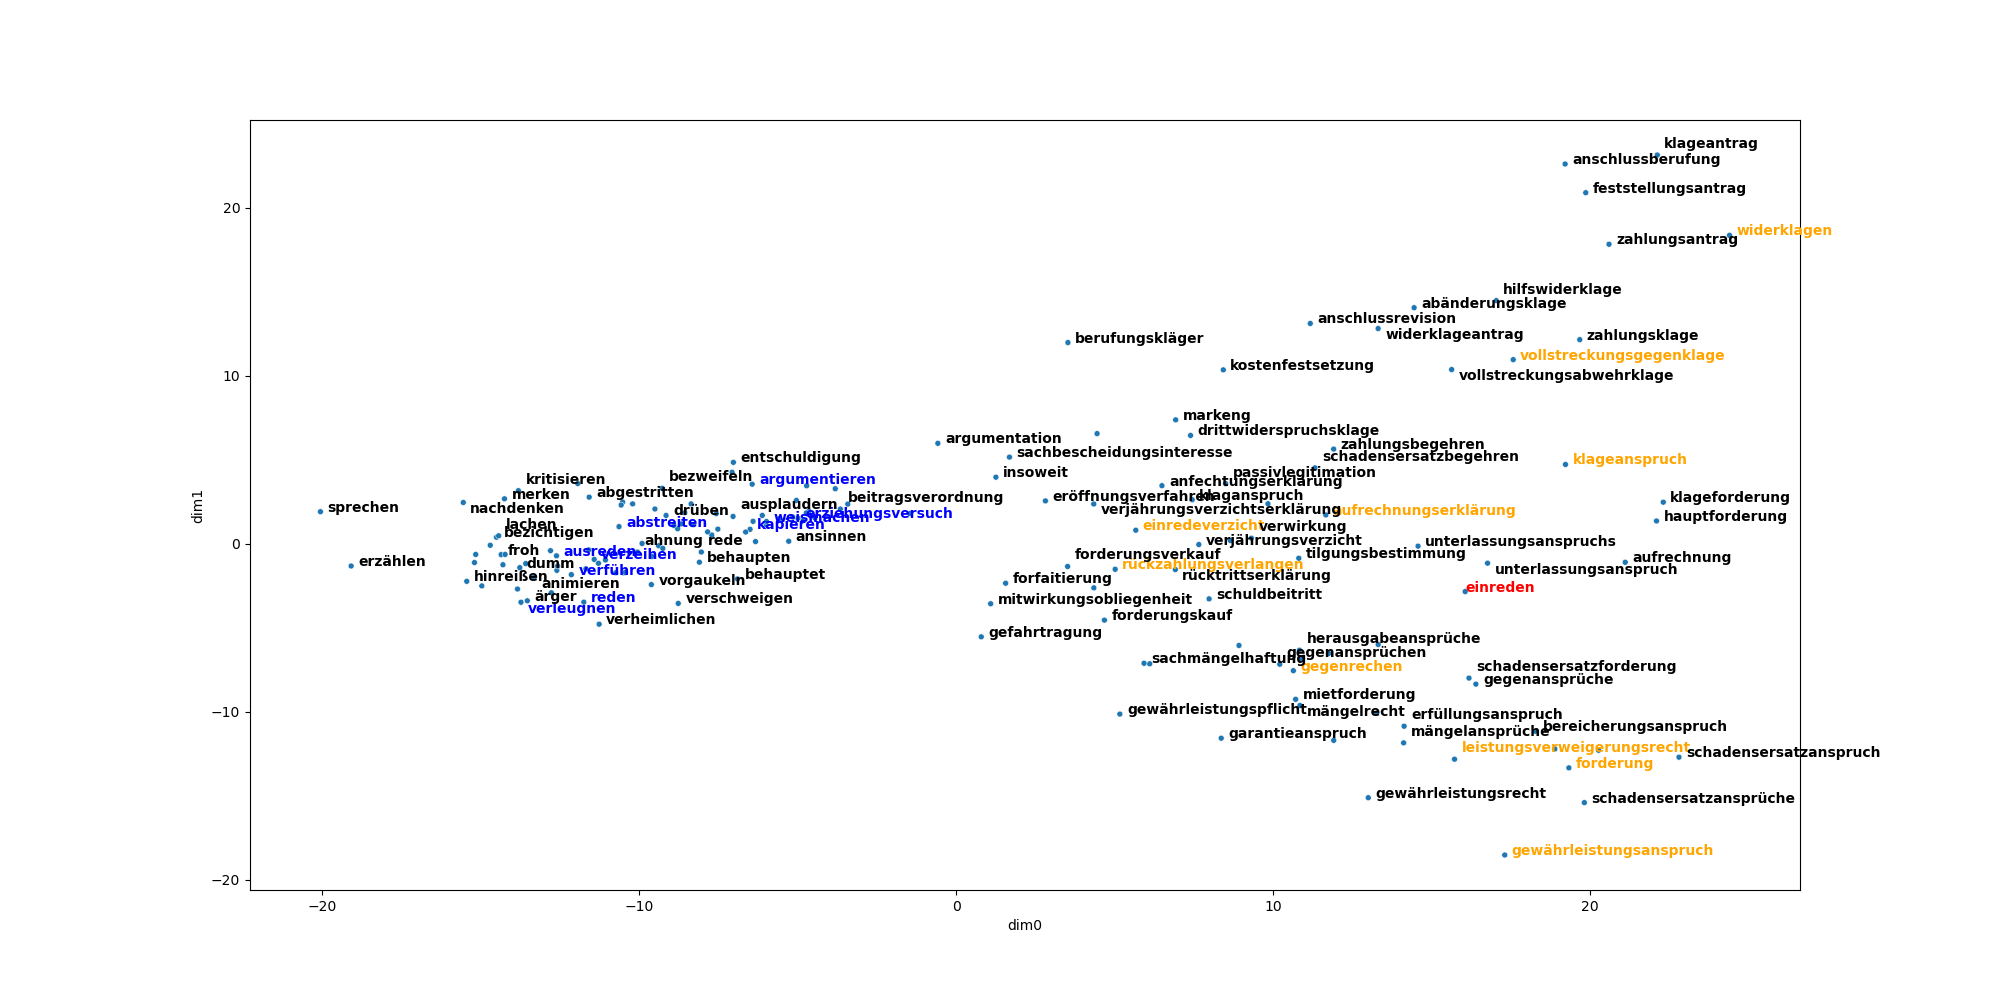 klageantrag
anschlussberufung
feststellungsantrag
widerklagen
zahlungsantrag
hilfswiderklage
abänderungsklage
anschlussrevision
widerklageantrag
zahlungsklage
berufungskläger
vollstreckungsgegenklage
kostenfestsetzung
vollstreckungsabwehrklage
markeng
drittwiderspruchsklage
argumentation
zahlungsbegehren
sachbescheidungsinteresse
schadensersatzbegehren
entschuldigung
klageanspruch
insoweit
passivlegitimation
bezweifeln
kritisieren
argumentieren
anfechtungserklärung
merken
abgestritten
beitragsverordnung
eröffnungsverfahren
klaganspruch
klageforderung
sprechen
nachdenken
drüben
ausplaudern
verjährungsverzichtserklärung
aufrechnungserklärung
erziehungsversuch
weismachen
hauptforderung
lachen
abstreiten
kapieren
einredeverzicht
verwirkung
bezichtigen
ahnung
rede
ansinnen
verjährungsverzicht
unterlassungsanspruchs
froh
ausreden
verzeihen
behaupten
forderungsverkauf
tilgungsbestimmung
aufrechnung
erzählen
dumm
verführen
rückzahlungsverlangen
unterlassungsanspruch
hinreißen
animieren
vorgaukeln
behauptet
forfaitierung
rücktrittserklärung
einreden
ärger
reden
verschweigen
mitwirkungsobliegenheit
schuldbeitritt
verleugnen
verheimlichen
forderungskauf
gefahrtragung
herausgabeansprüche
sachmängelhaftung
gegenansprüchen
gegenrechen
schadensersatzforderung
gegenansprüche
mietforderung
gewährleistungspflicht
mängelrecht
erfüllungsanspruch
garantieanspruch
mängelansprüche
bereicherungsanspruch
leistungsverweigerungsrecht
schadensersatzanspruch
forderung
gewährleistungsrecht
schadensersatzansprüche
gewährleistungsanspruch
20
10
0
−10
−20
dim1
−20
−10
0
10
20
dim0